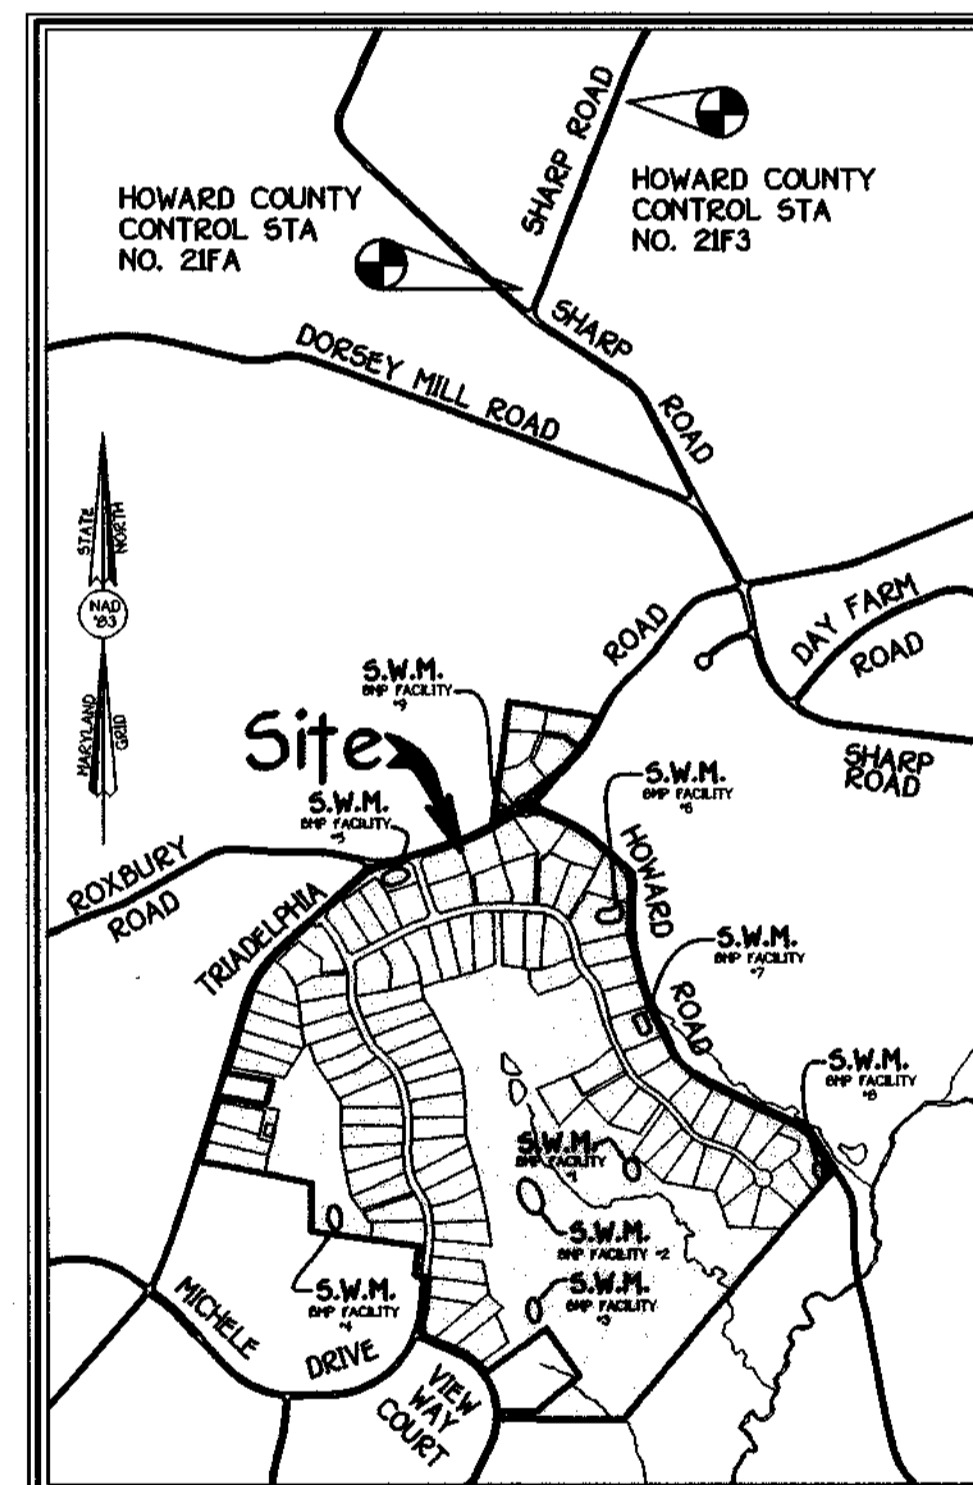 SHARP ROAD
HOWARD COUNTY
CONTROL STA
NO. 21FA
HOWARD COUNTY
CONTROL STA
NO. 21F3
SHARP
ROAD
DORSEY MILL ROAD
STATE
NORTH
NAD
'83
MARYLAND
GRID
ROAD
DAY FARM
ROAD
SHARP
ROAD
S.W.M.
BMP FACILITY
Site
S.W.M.
BMP FACILITY
S.W.M.
BMP FACILITY
HOWARD
ROAD
ROXBURY
ROAD
TRIADELPHIA
S.W.M.
BMP FACILITY
S.W.M.
BMP FACILITY
S.W.M.
BMP FACILITY
S.W.M.
BMP FACILITY
S.W.M.
BMP FACILITY
S.W.M.
BMP FACILITY
MICHELE
DRIVE
VIEW
WAY
COURT